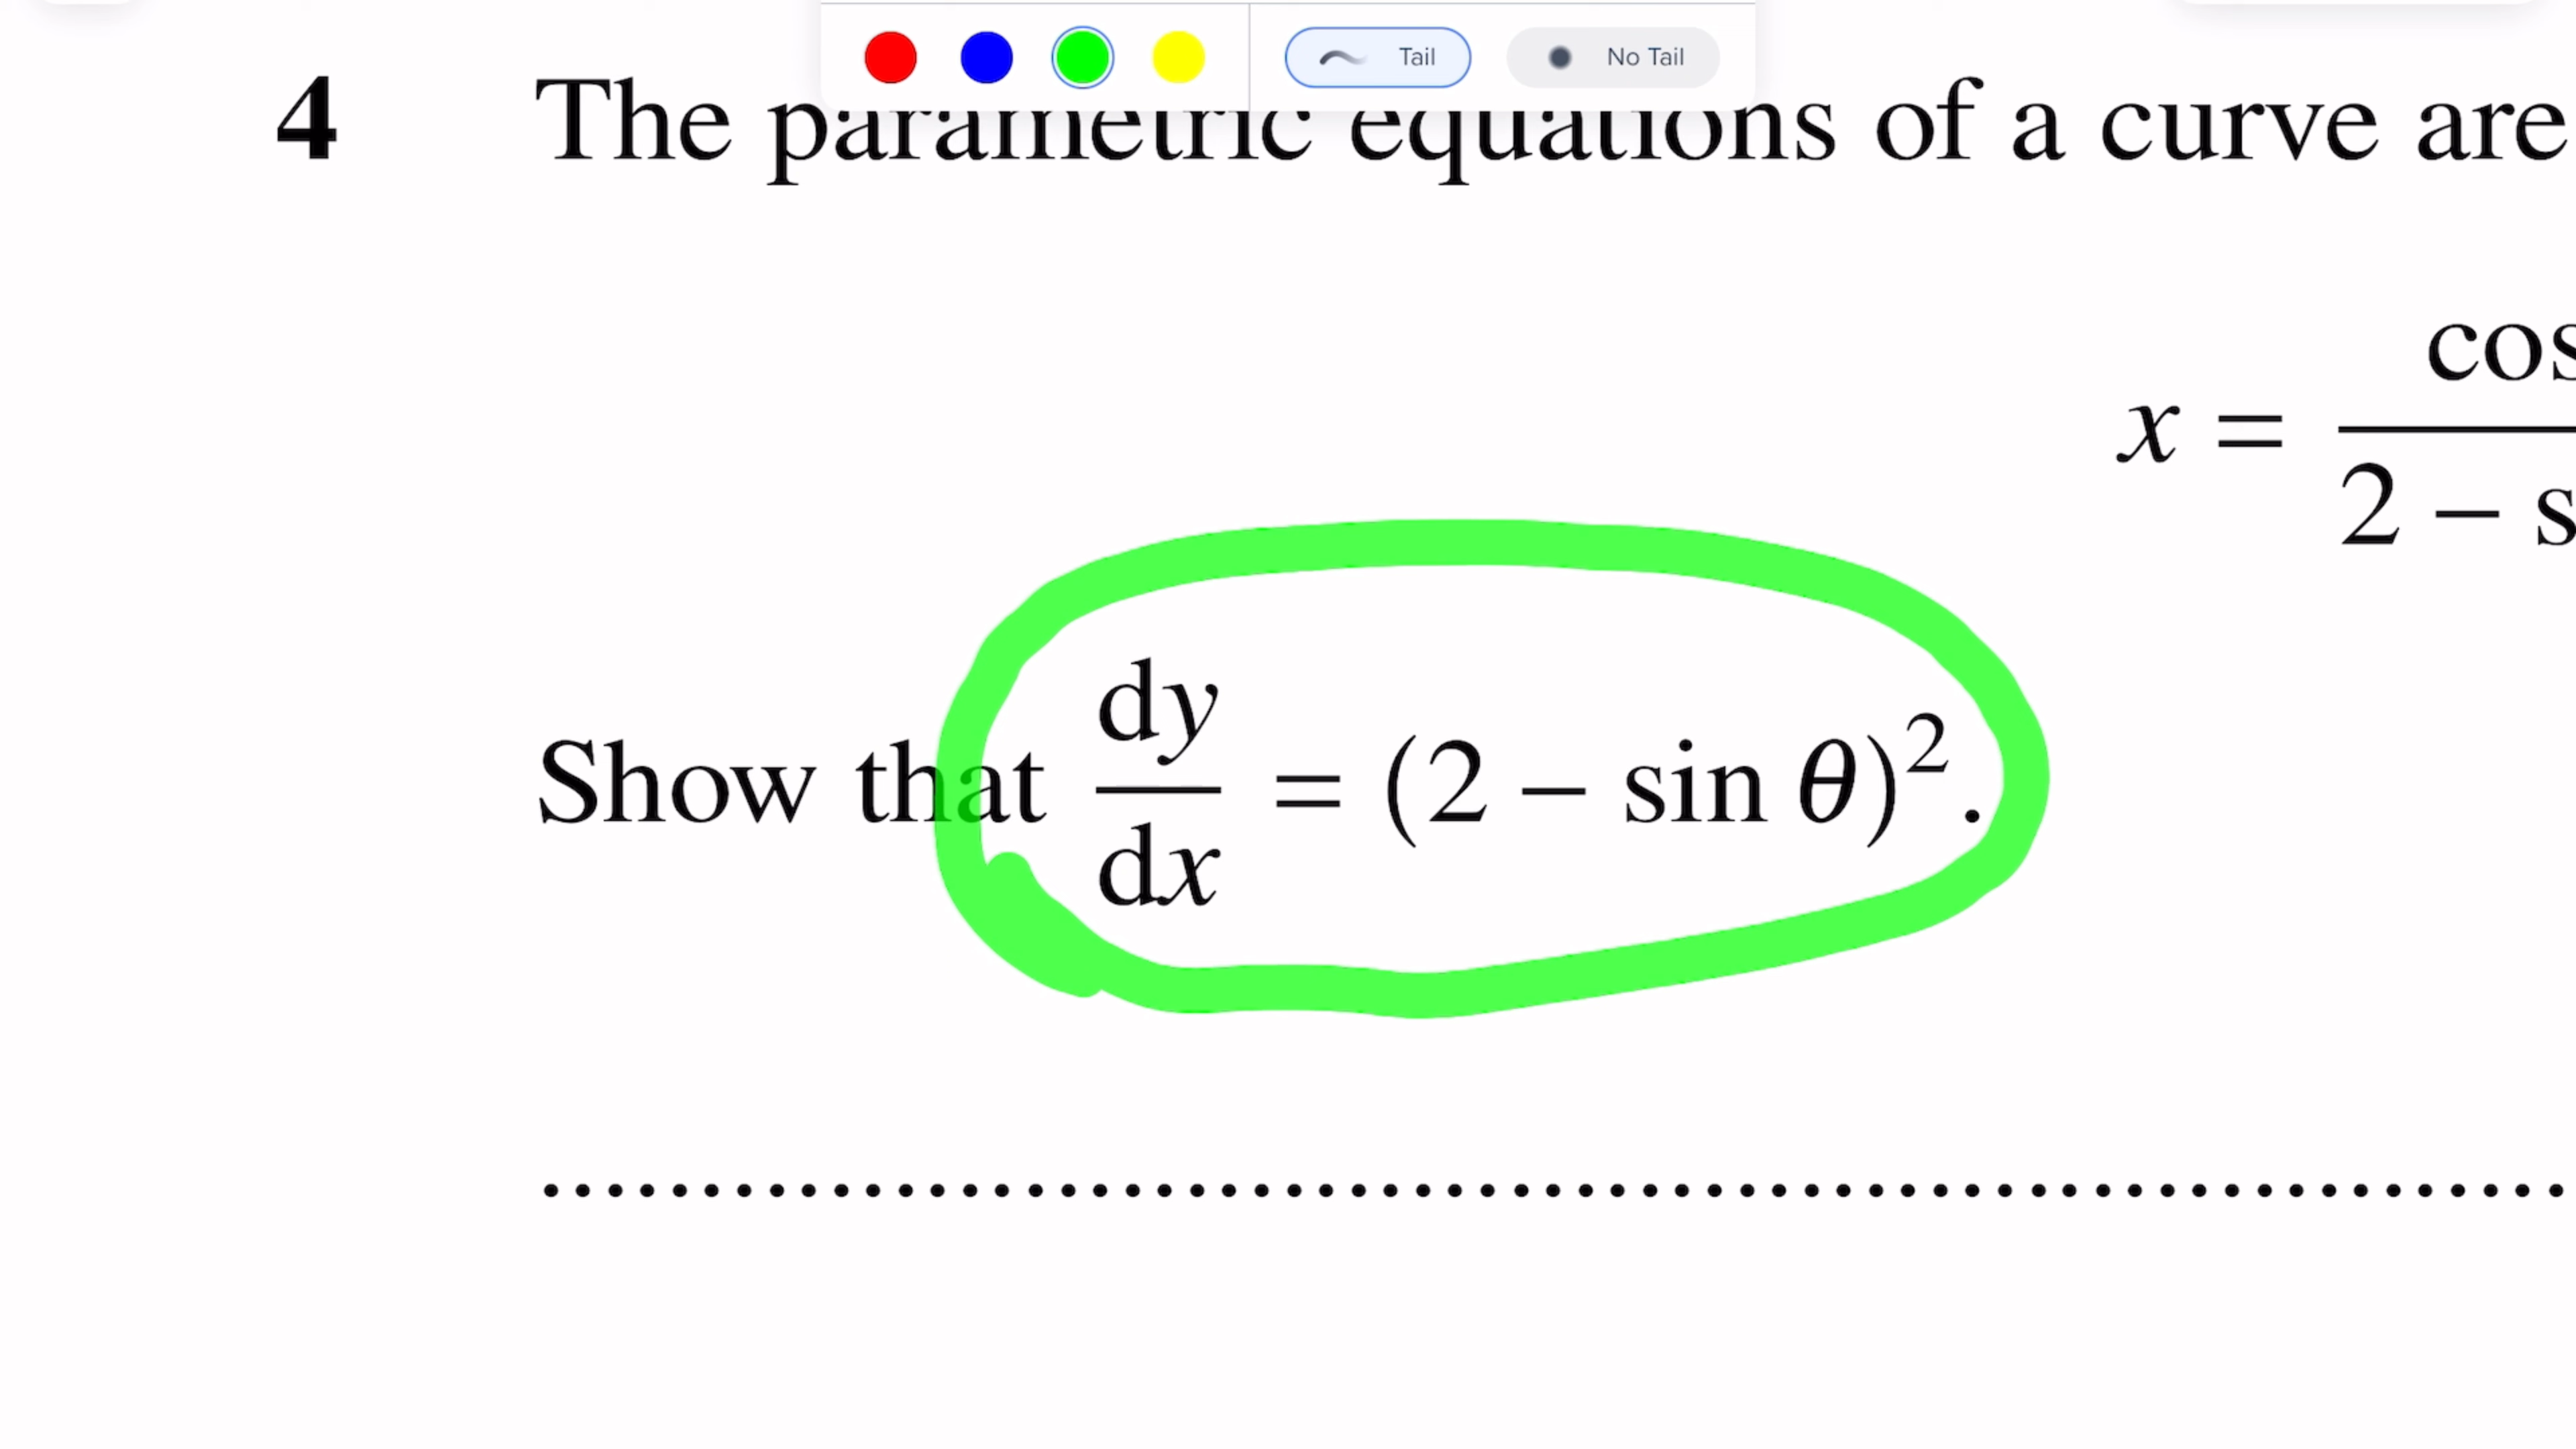 Tail No Tail
4 The parametric equations of a curve are
x = cos
2 − s
Show that dy/dx = (2 − sin θ)².